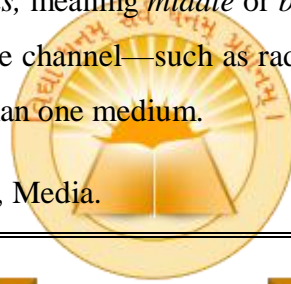 s, meaning middle or b
e channel—such as rad
an one medium.
, Media.